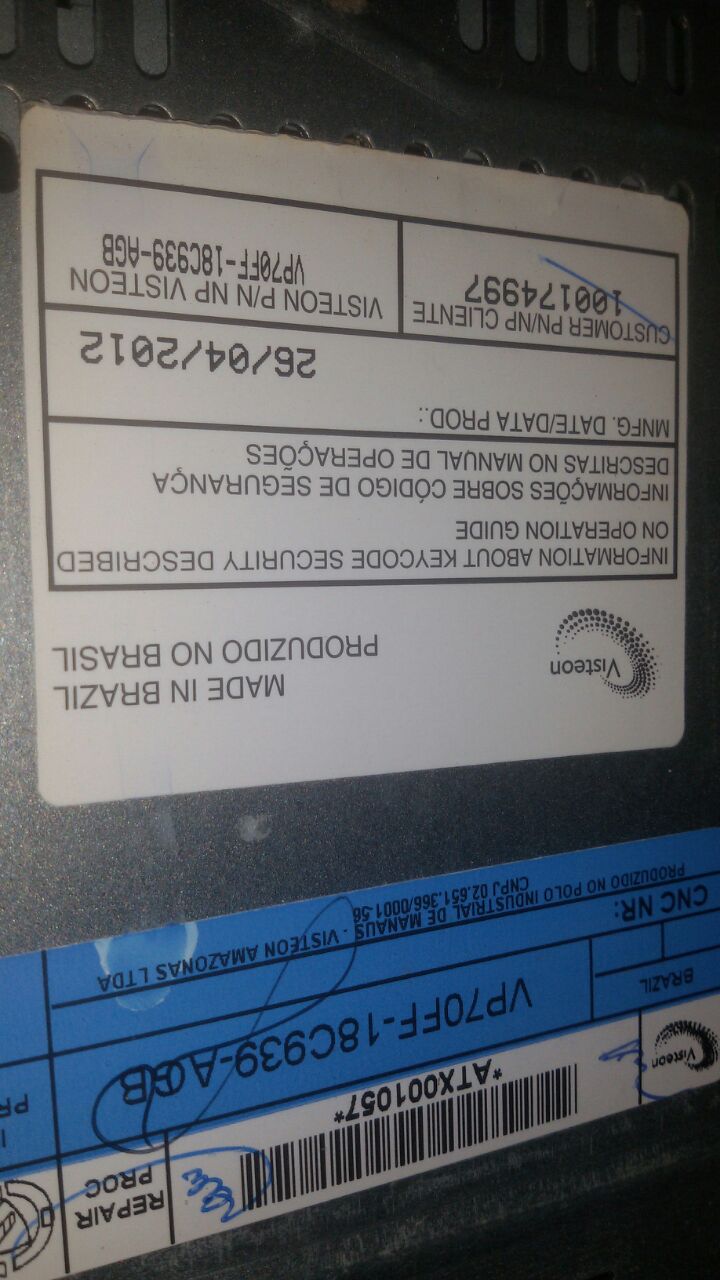 Visteon
MADE IN BRAZIL
PRODUZIDO NO BRASIL
INFORMATION ABOUT KEYCODE SECURITY DESCRIBED
ON OPERATION GUIDE
INFORMAÇÕES SOBRE CÓDIGO DE SEGURANÇA
DESCRITAS NO MANUAL DE OPERAÇÕES
MNFG. DATE/DATA PROD.:
26/04/2012
CUSTOMER PN/NP CLIENTE
100174997
VISTEON P/N NP VISTEON
VP70FF-18C939-AGB
REPAIR
PROC
*ATX001057*
Visteon
BRAZIL
VP70FF-18C939-AGB
CNC NR:
PRODUZIDO NO POLO INDUSTRIAL DE MANAUS - VISTEON AMAZONAS LTDA
CNPJ 02.651.366/0001-56